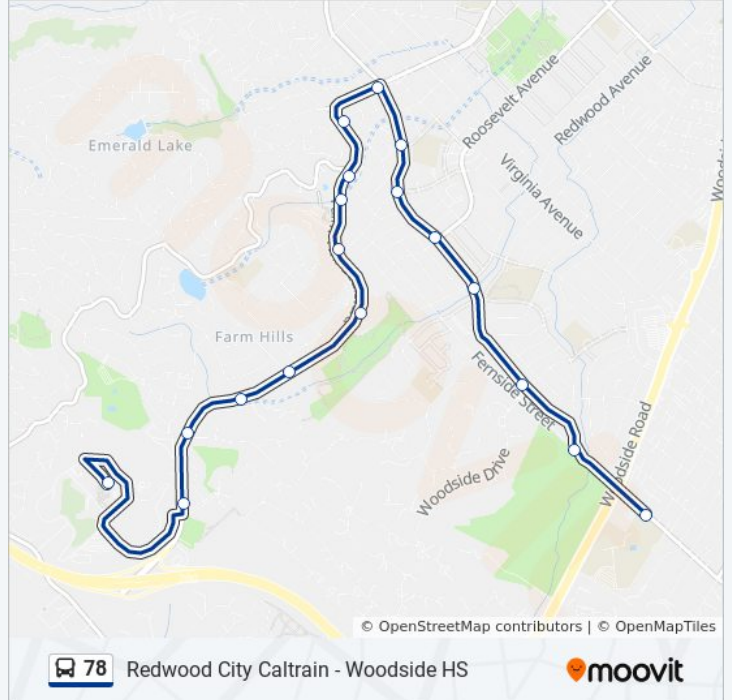 Roosevelt Avenue
Redwood Avenue
Emerald Lake
Virginia Avenue
Farm Hills
Fernside Street
Woodside Road
Woodside Drive
© OpenStreetMap contributors | © OpenMapTiles
78 Redwood City Caltrain - Woodside HS
moovit